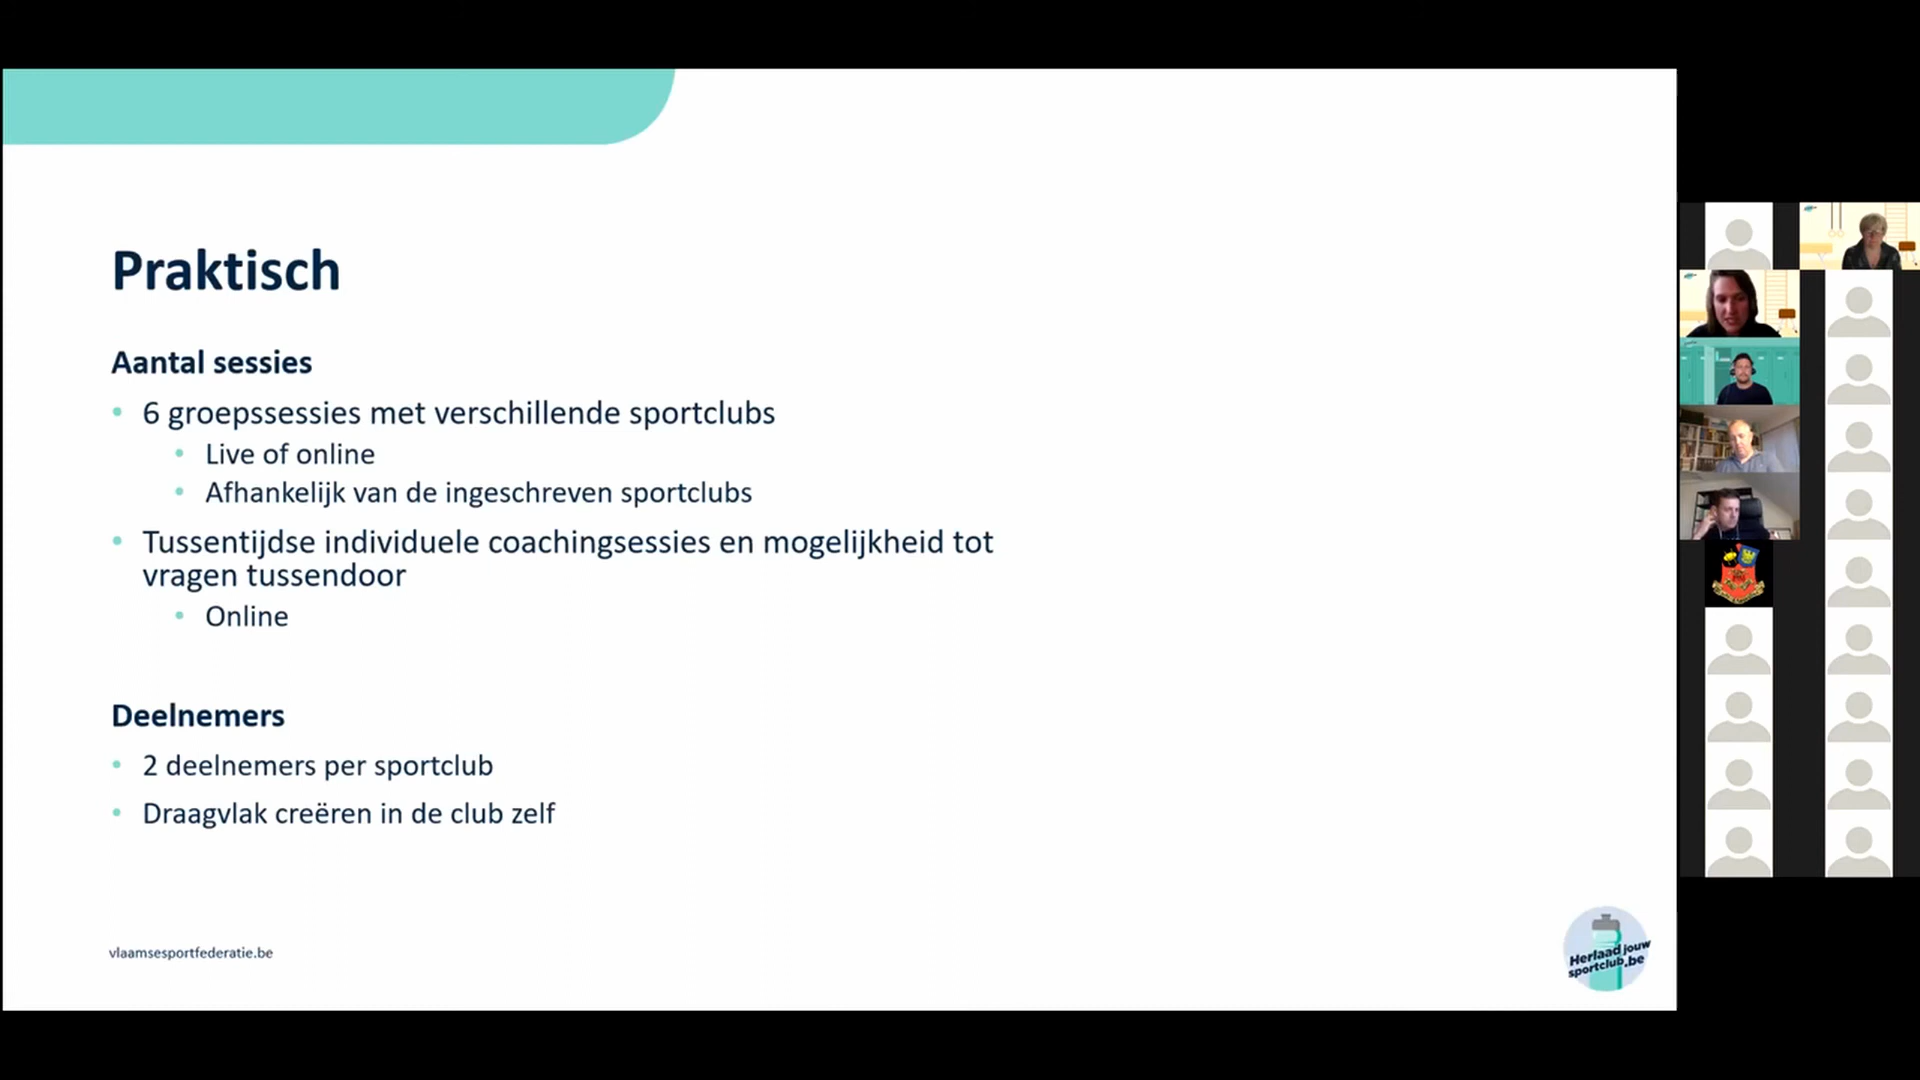 Praktisch
Aantal sessies
• 6 groepssessies met verschillende sportclubs
• Live of online
• Afhankelijk van de ingeschreven sportclubs
• Tussentijdse individuele coachingsessies en mogelijkheid tot
vragen tussendoor
• Online
Deelnemers
• 2 deelnemers per sportclub
• Draagvlak creëren in de club zelf
vlaamsesportfederatie.be
Herlaad jouw
sportclub.be